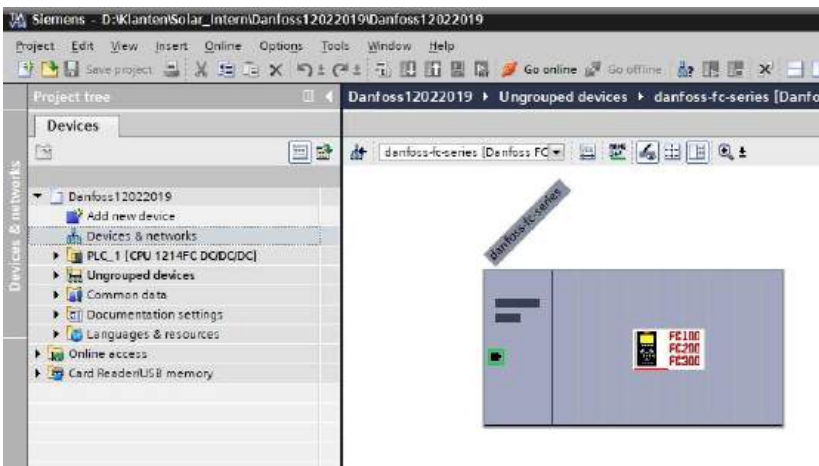 Siemens - D:\Klanten\Solar_Intern\Danfoss12022019\Danfoss12022019
Project Edit View Insert Online Options Tools Window Help
Save project Go online Go offline
Project tree
Danfoss12022019 Ungrouped devices danfoss-fc-series [Danfo
Devices
danfoss-fc-series [Danfoss FC
Danfoss12022019
Add new device
Devices & networks
PLC_1 [CPU 1214FC DC/DC/DC]
Ungrouped devices
Common data
Documentation settings
Languages & resources
Online access
Card Reader/USB memory
Devices & networks
danfoss-fc-series
FC100
FC200
FC300